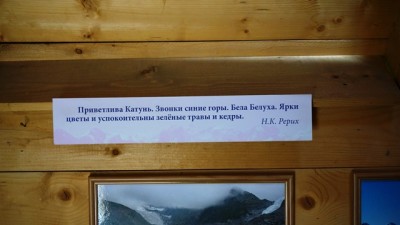 Приветлива Катунь. Звонки синие горы. Бела Белуха. Ярки
цветы и успокоительны зелёные травы и кедры.
Н.К. Рерих